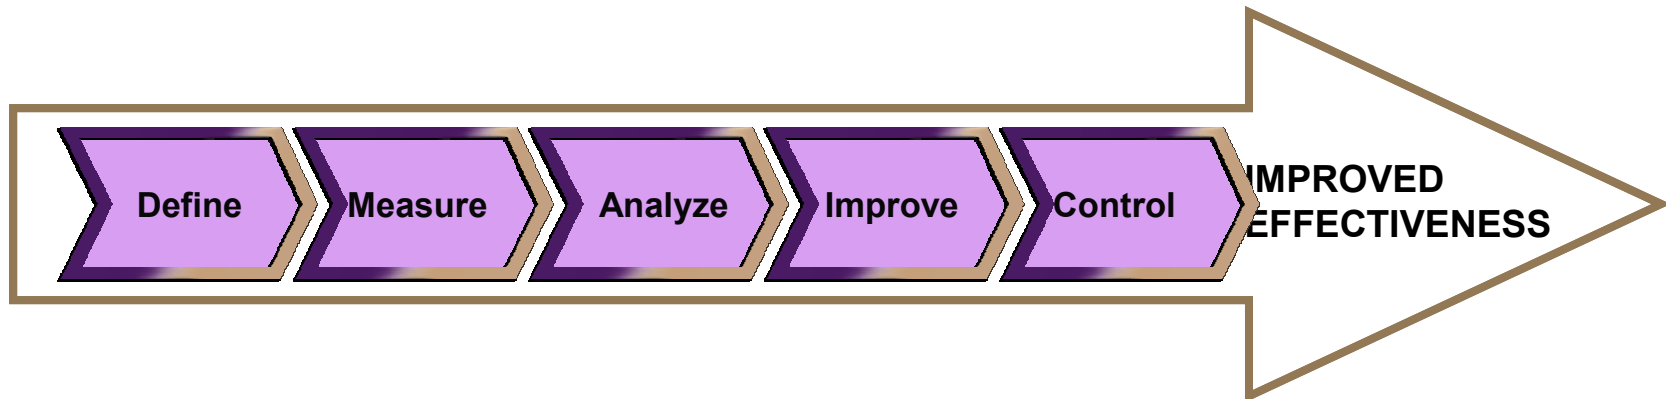 Define
Measure
Analyze
Improve
Control
IMPROVED
EFFECTIVENESS